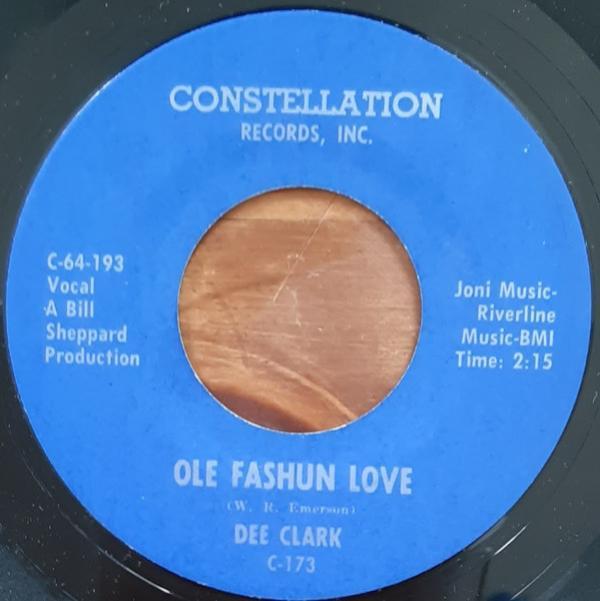 CONSTELLATION
RECORDS, INC.
C-64-193
Vocal
A Bill
Sheppard
Production
Joni Music-
Riverline
Music-BMI
Time: 2:15
OLE FASHUN LOVE
(W. R. Emerson)
DEE CLARK
C-173